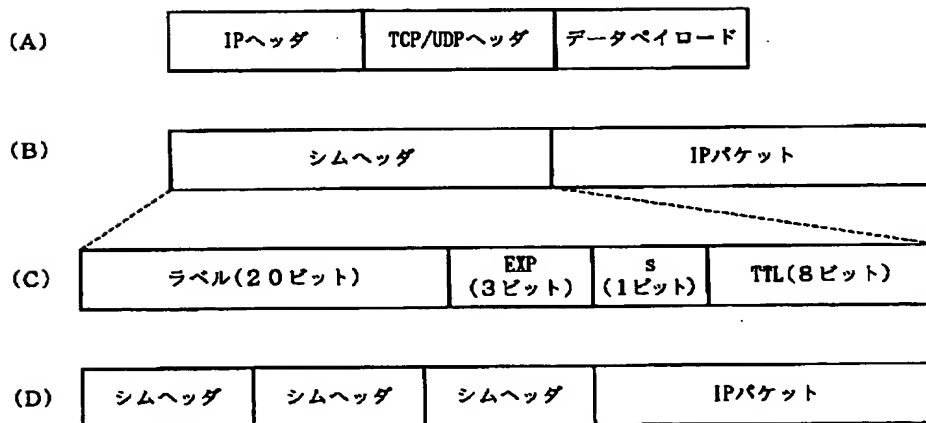 (A) IPヘッダ TCP/UDPヘッダ データペイロード
(B) シムヘッダ IPパケット
(C) ラベル(20ビット) EXP (3ビット) s (1ビット) TTL(8ビット)
(D) シムヘッダ シムヘッダ シムヘッダ IPパケット